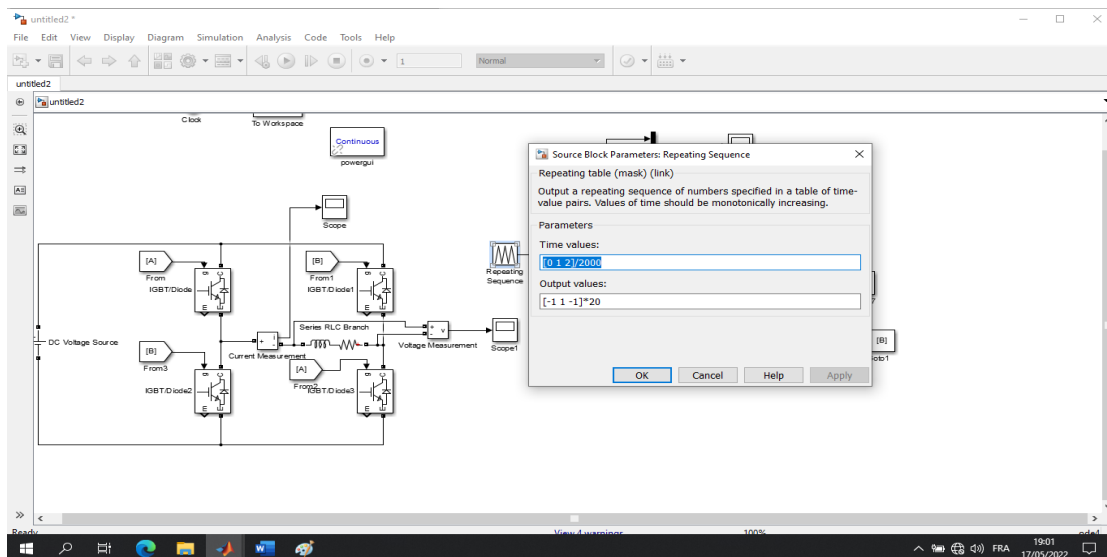 untitled2 *
File Edit View Display Diagram Simulation Analysis Code Tools Help
1
Normal
untitled2
untitled2
Clock
To Workspace
Continuous
powergui
Scope
[A]
From
IGBT/Diode
g C
E m
[B]
From1
IGBT/Diode1
g C
E m
DC Voltage Source
[B]
From3
IGBT/Diode2
g C
E m
+ i -
Current Measurement
Series RLC Branch
[A]
From2
IGBT/Diode3
g C
E m
+ - v
Voltage Measurement
Scope1
Repeating
Sequence
[B]
oto1
Source Block Parameters: Repeating Sequence
Repeating table (mask) (link)
Output a repeating sequence of numbers specified in a table of time-
value pairs. Values of time should be monotonically increasing.
Parameters
Time values:
[0 1 2]/2000
Output values:
[-1 1 -1]*20
OK Cancel Help Apply
Ready
View 4 warnings
100%
ode4
FRA
19:01
17/05/2022